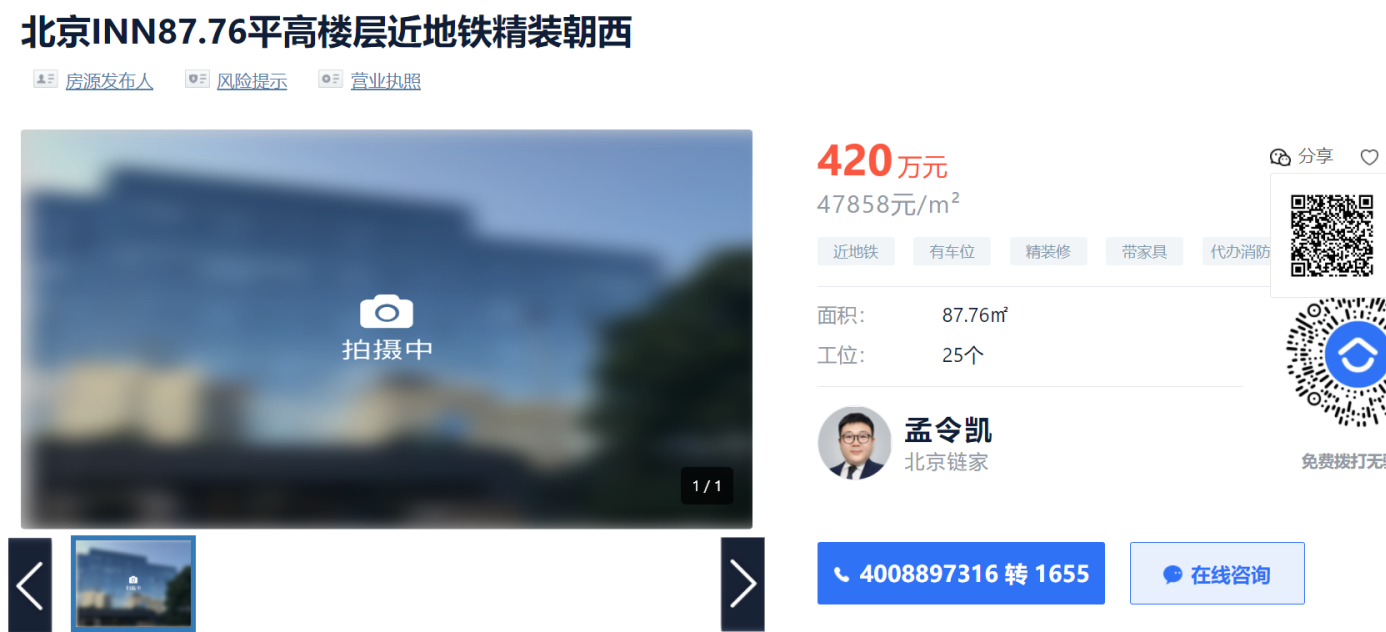 北京INN87.76平高楼层近地铁精装朝西
房源发布人 风险提示 营业执照
拍摄中
1 / 1
420 万元
分享
47858元/m²
近地铁 有车位 精装修 带家具 代办消防
面积： 87.76㎡
工位： 25个
孟令凯
北京链家
免费拨打无
4008897316 转 1655
在线咨询